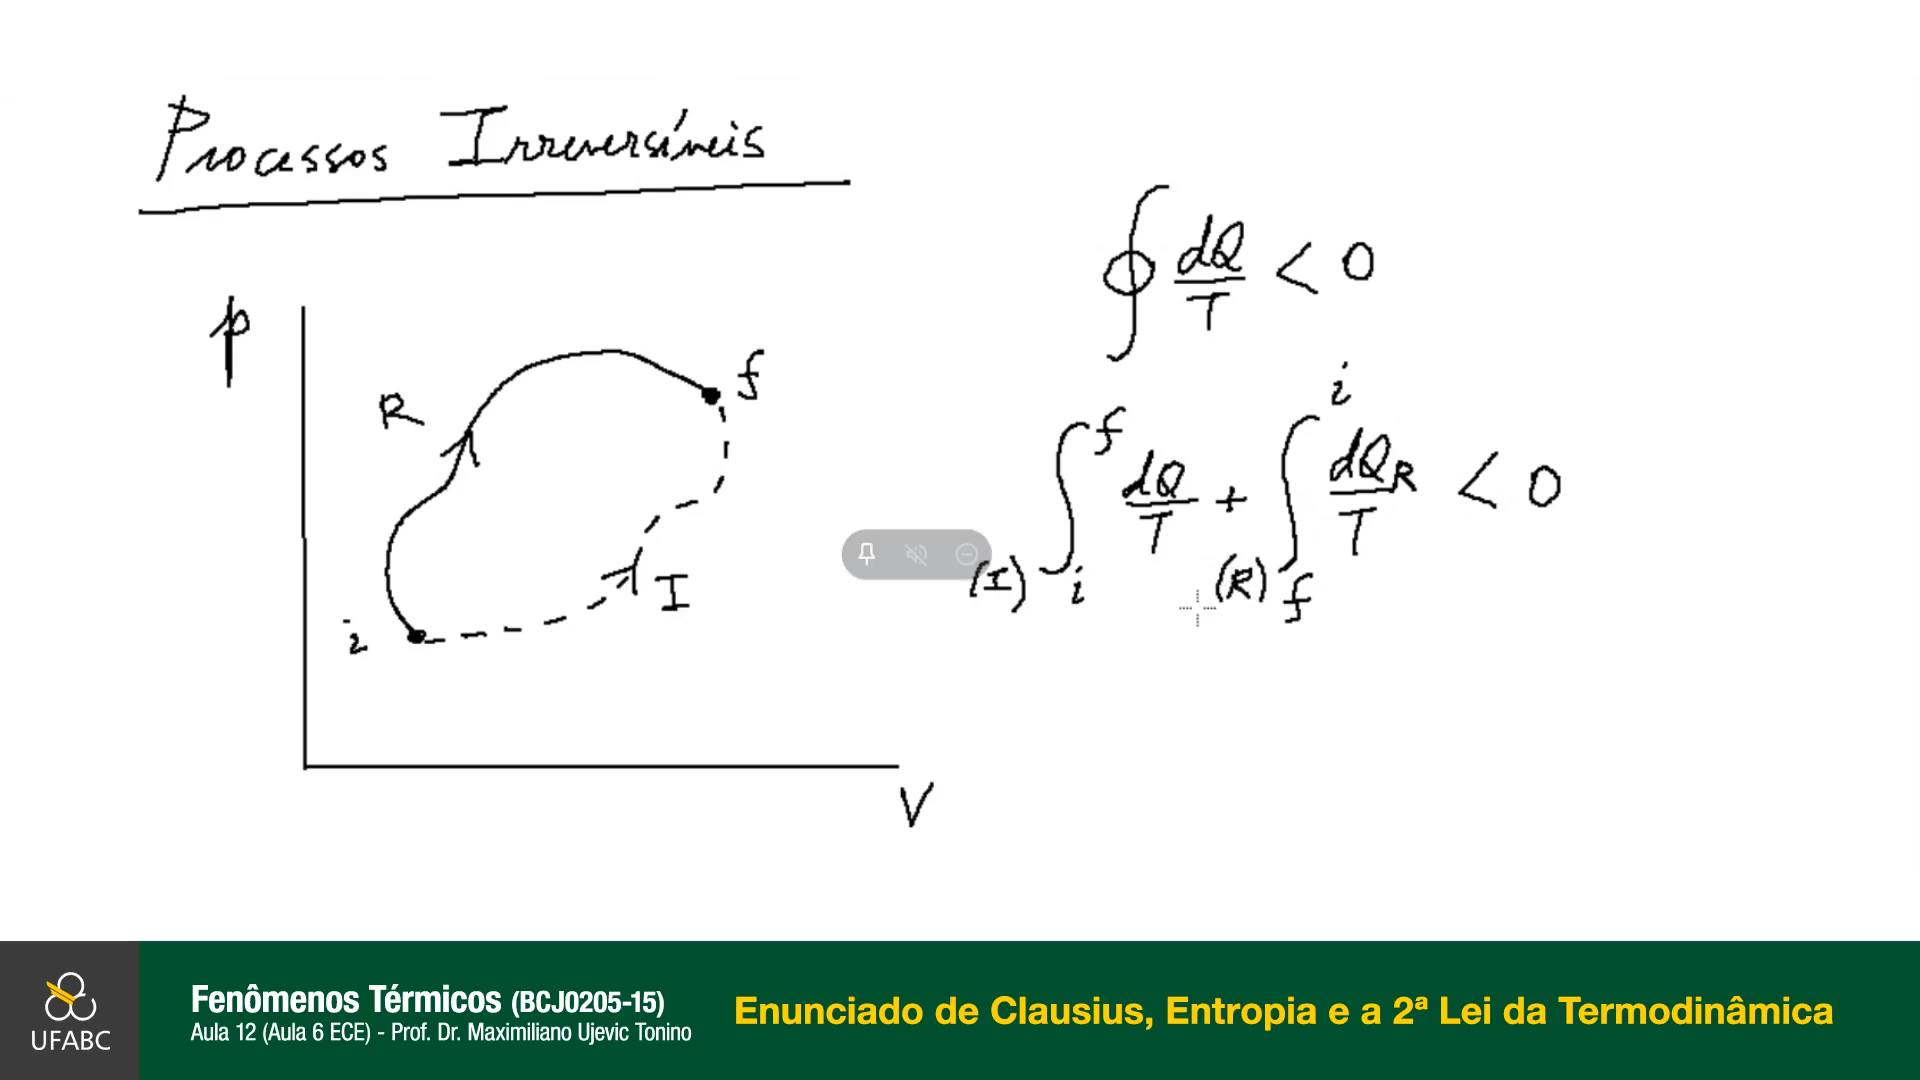 Processos Irreversíveis
p
R
f
i
I
V
∮ dQ/T < 0
(I) ∫_i^f dQ/T + (R) ∫_f^i dQ_R/T < 0
UFABC
Fenômenos Térmicos (BCJ0205-15)
Aula 12 (Aula 6 ECE) - Prof. Dr. Maximiliano Ujevic Tonino
Enunciado de Clausius, Entropia e a 2ª Lei da Termodinâmica